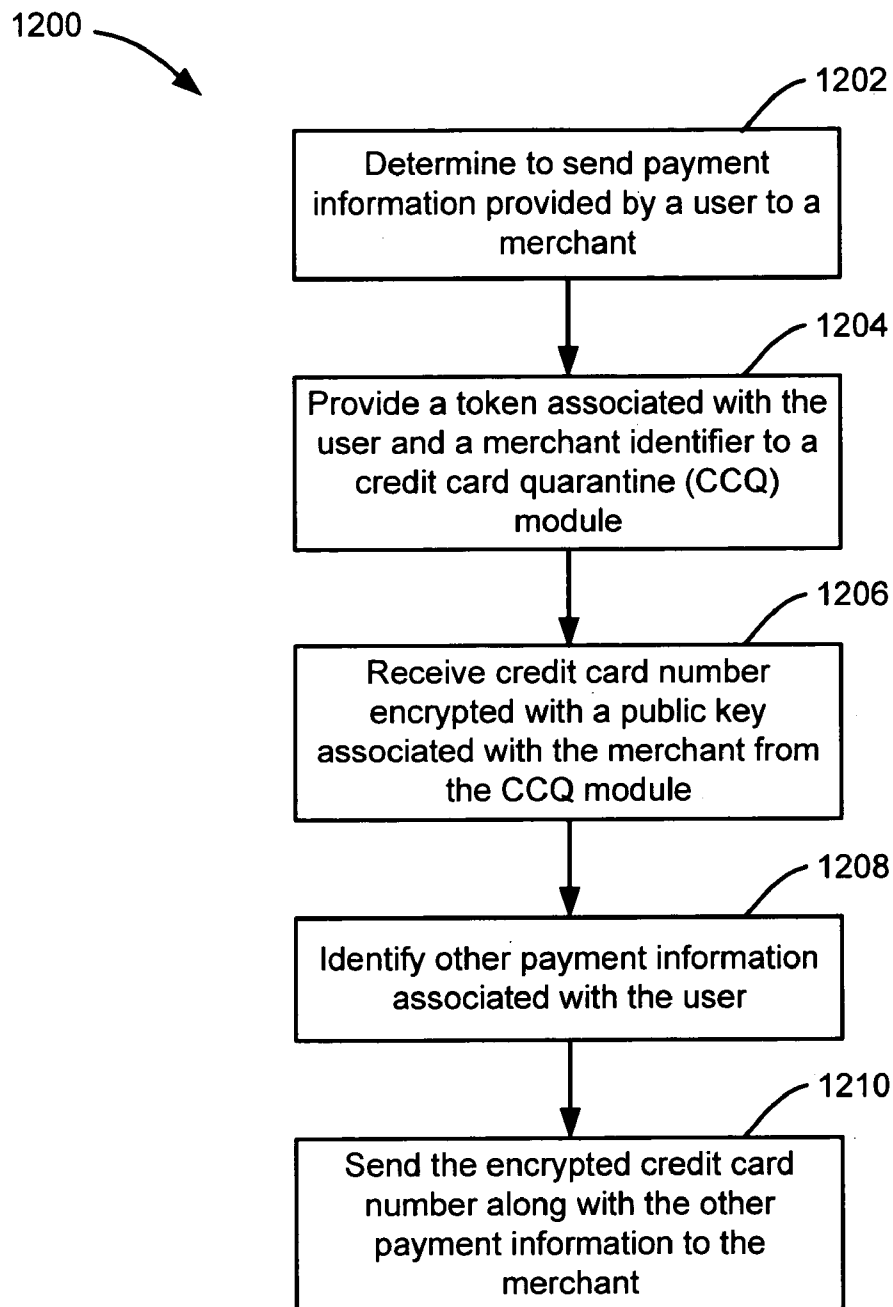 1200
1202
Determine to send payment
information provided by a user to a
merchant
1204
Provide a token associated with the
user and a merchant identifier to a
credit card quarantine (CCQ)
module
1206
Receive credit card number
encrypted with a public key
associated with the merchant from
the CCQ module
1208
Identify other payment information
associated with the user
1210
Send the encrypted credit card
number along with the other
payment information to the
merchant